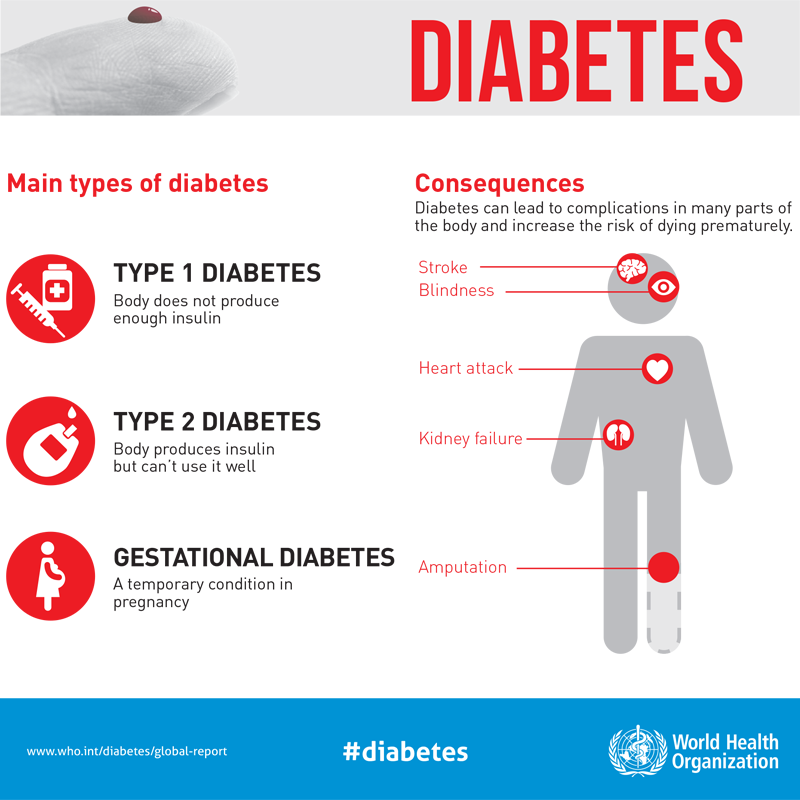 DIABETES
Main types of diabetes
TYPE 1 DIABETES
Body does not produce
enough insulin
TYPE 2 DIABETES
Body produces insulin
but can't use it well
GESTATIONAL DIABETES
A temporary condition in
pregnancy
Consequences
Diabetes can lead to complications in many parts of
the body and increase the risk of dying prematurely.
Stroke
Blindness
Heart attack
Kidney failure
Amputation
www.who.int/diabetes/global-report
#diabetes
World Health
Organization